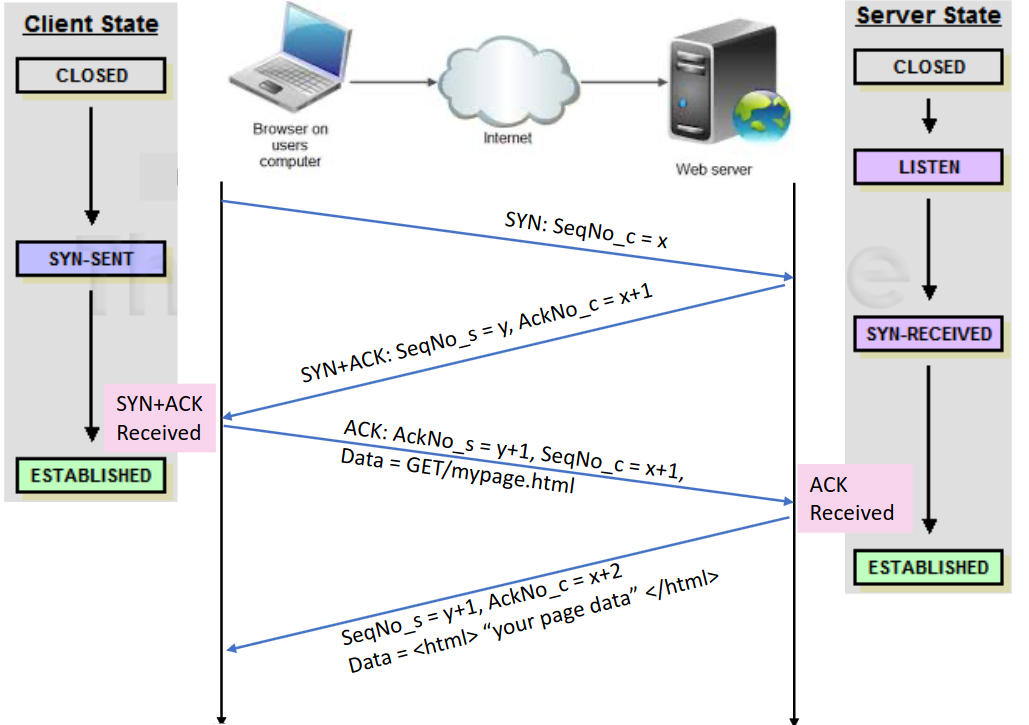 Client State
CLOSED
SYN-SENT
SYN+ACK
Received
ESTABLISHED
Browser on
users
computer
Internet
Web server
SYN: SeqNo_c = x
SYN+ACK: SeqNo_s = y, AckNo_c = x+1
ACK: AckNo_s = y+1, SeqNo_c = x+1,
Data = GET/mypage.html
SeqNo_s = y+1, AckNo_c = x+2
Data = <html> “your page data” </html>
Server State
CLOSED
LISTEN
SYN-RECEIVED
ACK
Received
ESTABLISHED